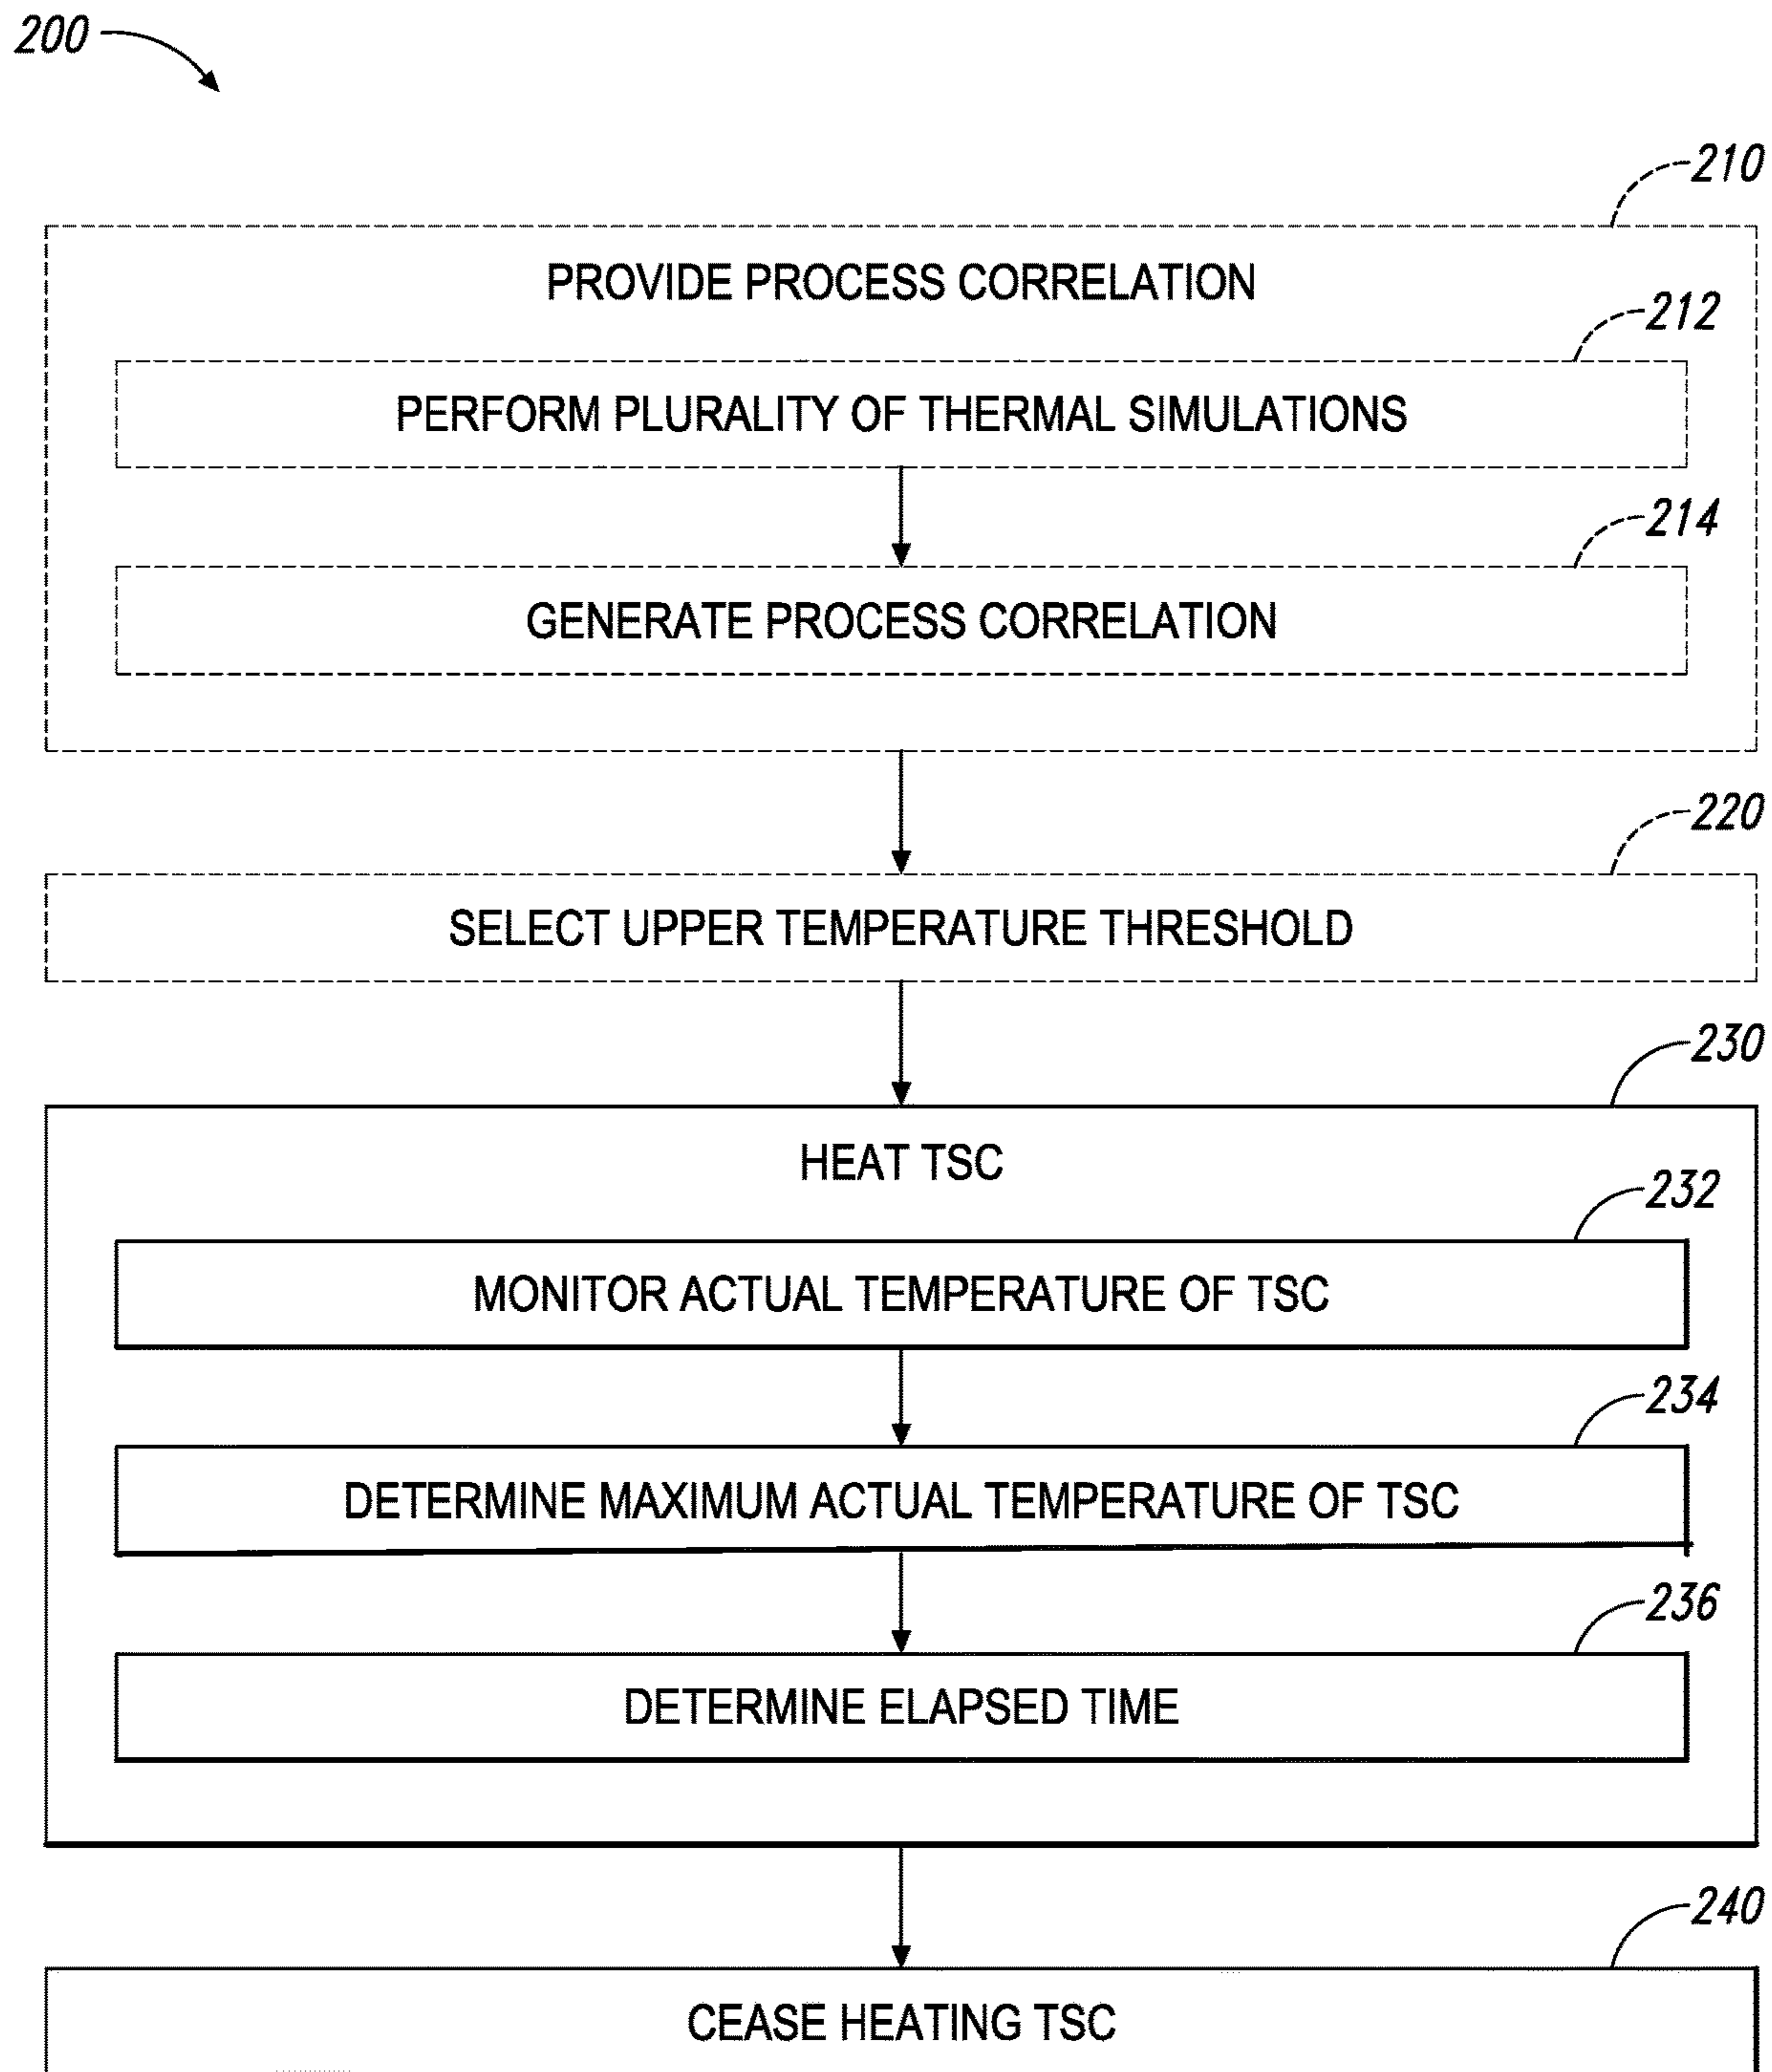 200
210
PROVIDE PROCESS CORRELATION
212
PERFORM PLURALITY OF THERMAL SIMULATIONS
214
GENERATE PROCESS CORRELATION
220
SELECT UPPER TEMPERATURE THRESHOLD
230
HEAT TSC
232
MONITOR ACTUAL TEMPERATURE OF TSC
234
DETERMINE MAXIMUM ACTUAL TEMPERATURE OF TSC
236
DETERMINE ELAPSED TIME
240
CEASE HEATING TSC